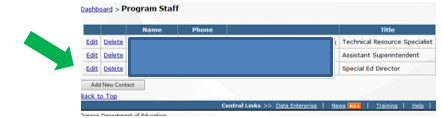 Dashboard > Program Staff
Name Phone Title
Edit Delete Technical Resource Specialist
Edit Delete Assistant Superintendent
Edit Delete Special Ed Director
Add New Contact
Back to Top
Central Links >> Data Enterprise | News RSS | Training | Help |
Oregon Department of Education